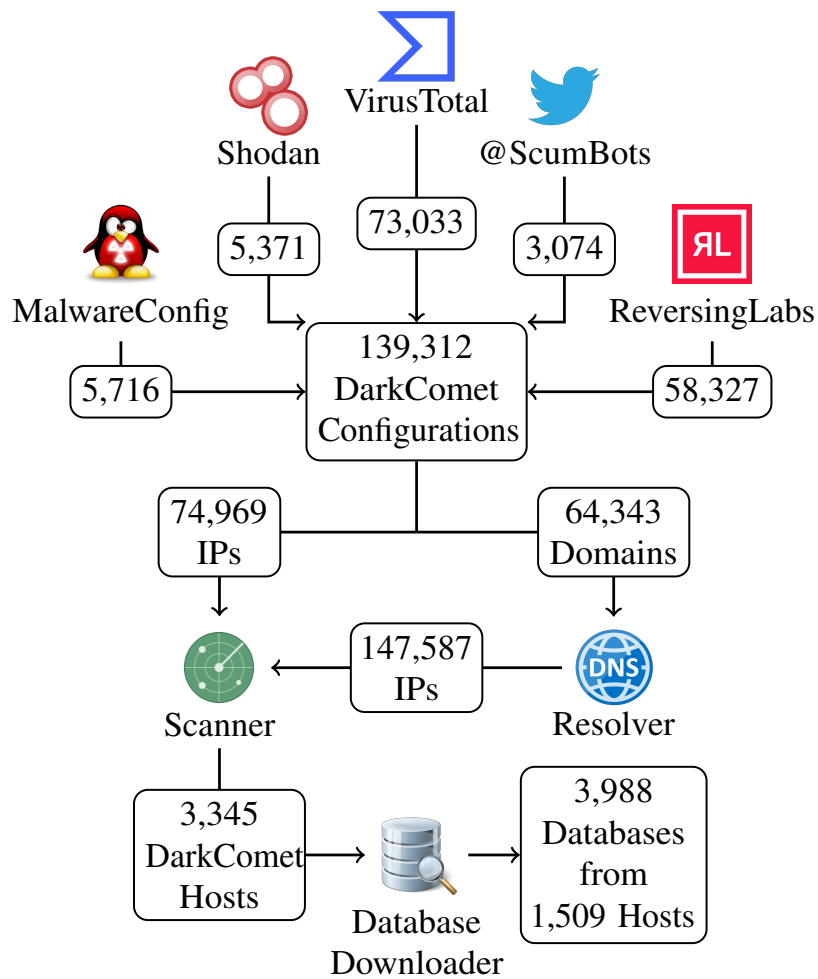 VirusTotal
Shodan
@ScumBots
73,033
5,371
3,074
ЯL
MalwareConfig
ReversingLabs
139,312
DarkComet
Configurations
5,716
58,327
74,969
IPs
64,343
Domains
147,587
IPs
DNS
Scanner
Resolver
3,345
DarkComet
Hosts
Database
Downloader
3,988
Databases
from
1,509 Hosts